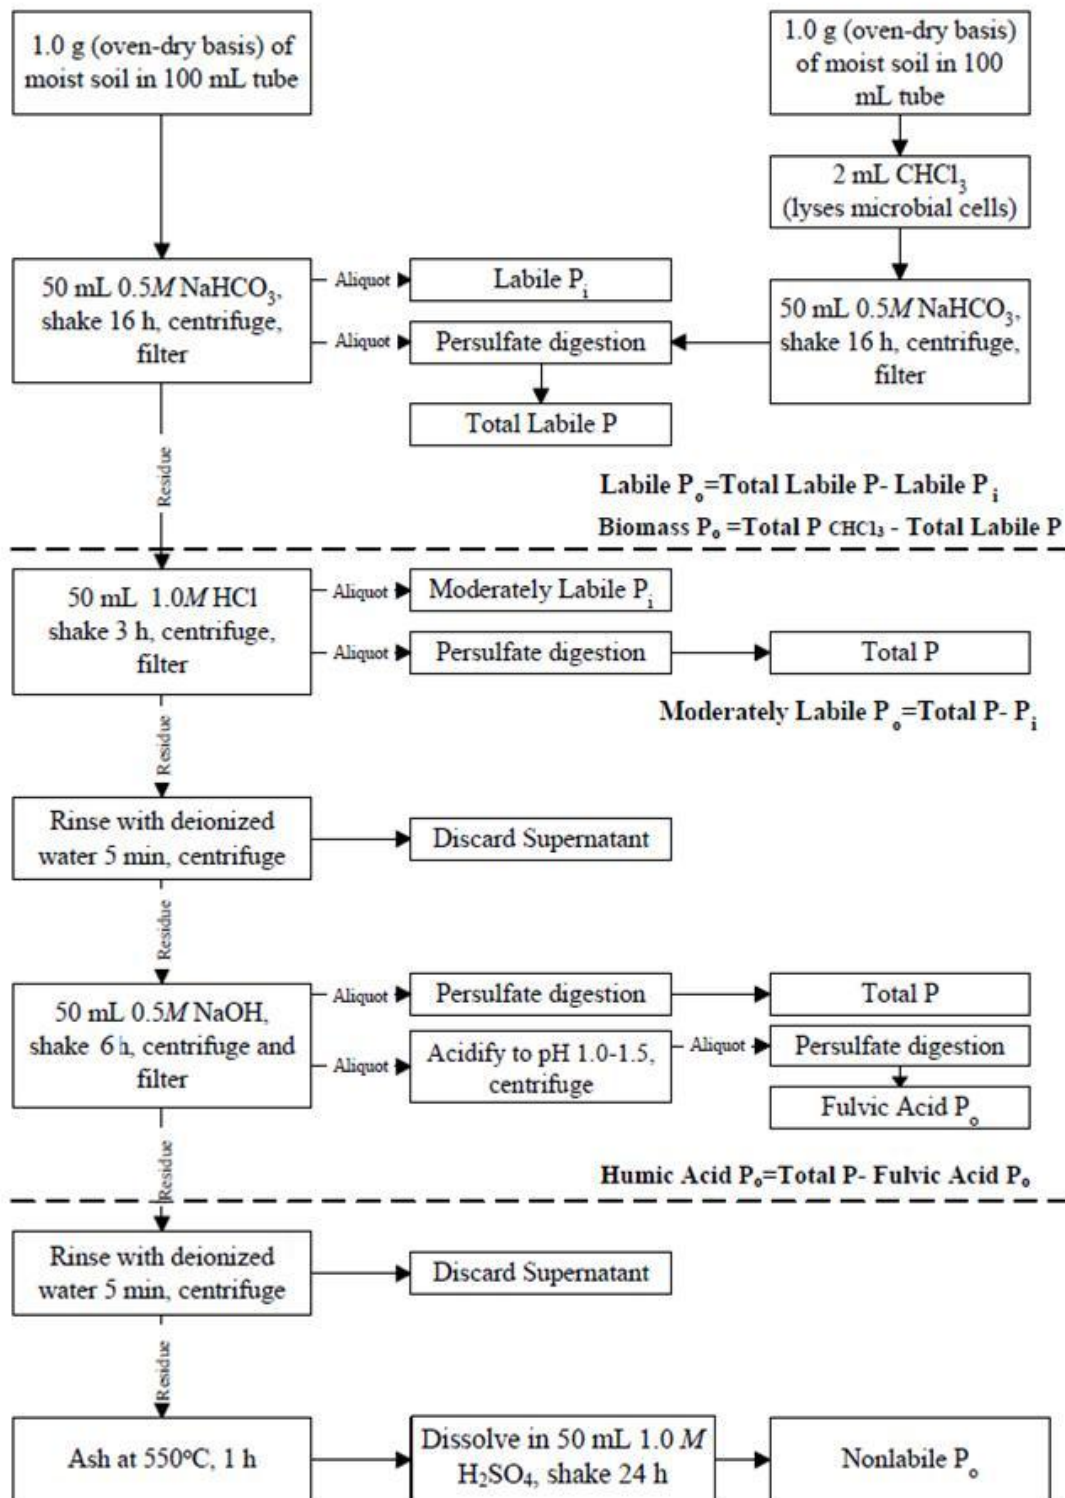 1.0 g (oven-dry basis) of
moist soil in 100 mL tube
1.0 g (oven-dry basis)
of moist soil in 100
mL tube
2 mL CHCl₃
(lyses microbial cells)
50 mL 0.5M NaHCO₃,
shake 16 h, centrifuge,
filter
Aliquot
Labile Pᵢ
Aliquot
Persulfate digestion
Total Labile P
50 mL 0.5M NaHCO₃,
shake 16 h, centrifuge,
filter
Residue
Labile Pₒ=Total Labile P- Labile Pᵢ
Biomass Pₒ =Total P CHCl₃ - Total Labile P
50 mL 1.0M HCl
shake 3 h, centrifuge,
filter
Aliquot
Moderately Labile Pᵢ
Aliquot
Persulfate digestion
Total P
Moderately Labile Pₒ=Total P- Pᵢ
Residue
Rinse with deionized
water 5 min, centrifuge
Discard Supernatant
Residue
50 mL 0.5M NaOH,
shake 6h, centrifuge and
filter
Aliquot
Persulfate digestion
Total P
Aliquot
Acidify to pH 1.0-1.5,
centrifuge
Aliquot
Persulfate digestion
Fulvic Acid Pₒ
Residue
Humic Acid Pₒ=Total P- Fulvic Acid Pₒ
Rinse with deionized
water 5 min, centrifuge
Discard Supernatant
Residue
Ash at 550°C, 1 h
Dissolve in 50 mL 1.0 M
H₂SO₄, shake 24 h
Nonlabile Pₒ